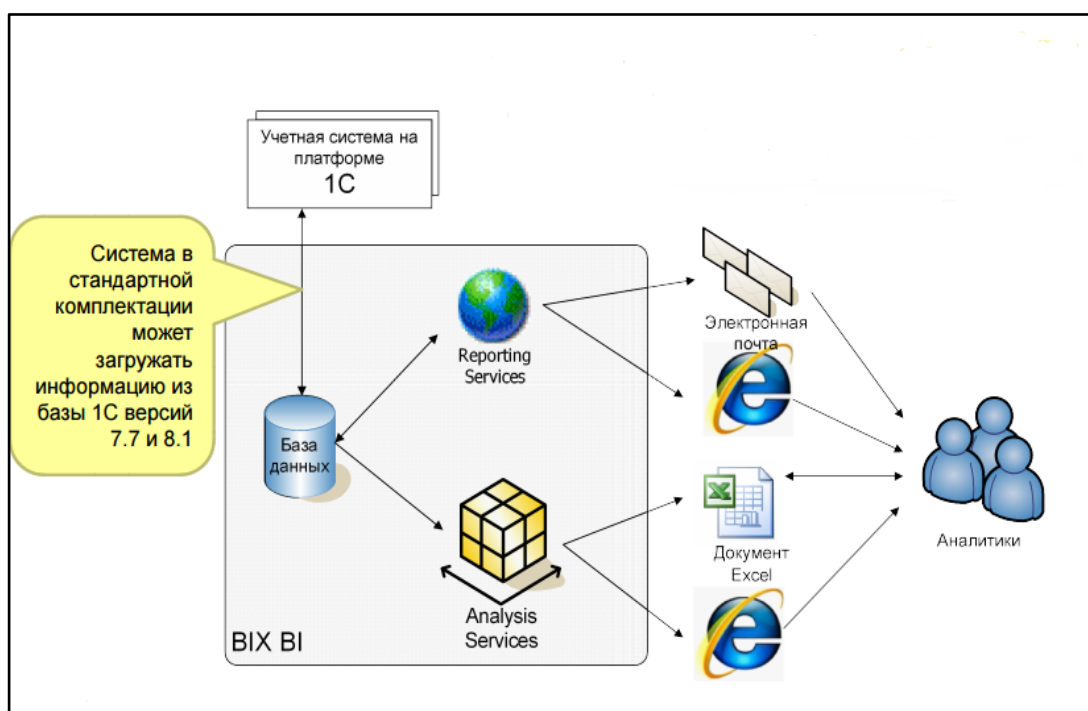 Учетная система на
платформе
1С
Система в
стандартной
комплектации
может
загружать
информацию из
базы 1С версий
7.7 и 8.1
Reporting
Services
Электронная
почта
База
данных
Документ
Excel
Аналитики
Analysis
Services
BIX BI